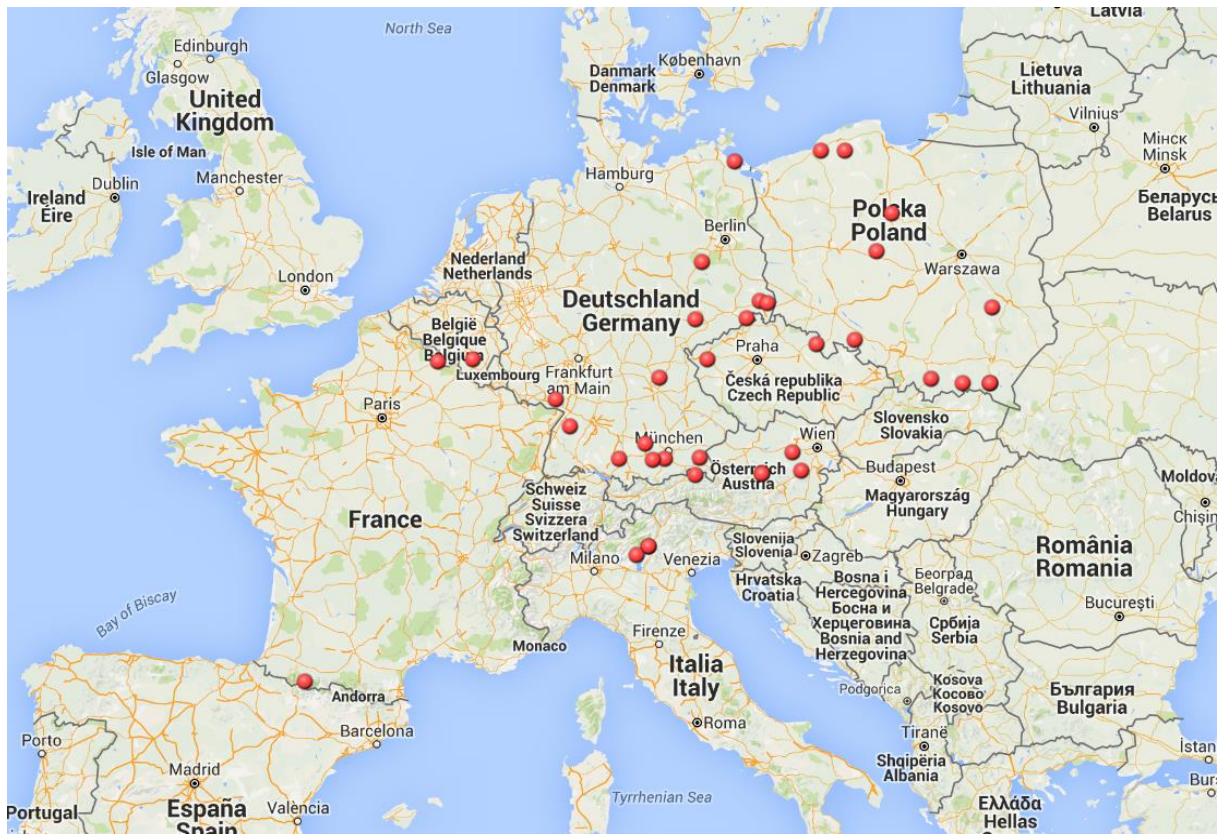 Latvia
North Sea
Edinburgh
Glasgow
København
Danmark
Denmark
Lietuva
Lithuania
United
Kingdom
Vilnius
Мінск
Minsk
Isle of Man
Hamburg
Dublin
Manchester
Ireland
Éire
Беларусь
Belarus
Polska
Poland
Berlin
Warszawa
Nederland
Netherlands
London
Deutschland
Germany
België
Belgique
Belgium
Praha
Luxembourg
Frankfurt
am Main
Česká republika
Czech Republic
Paris
Slovensko
Slovakia
München
Wien
Österreich
Austria
Budapest
Magyarország
Hungary
Moldova
Chișin
Schweiz
Suisse
Svizzera
Switzerland
France
Slovenija
Slovenia
Zagreb
Milano
Venezia
România
Romania
Hrvatska
Croatia
Bosna i
Hercegovina
Босна и
Херцеговина
Bosnia and
Herzegovina
Београд
Belgrade
București
Bay of Biscay
Србија
Serbia
Firenze
Monaco
Italia
Italy
Kosova
Косово
Kosovo
България
Bulgaria
Andorra
Podgorica
Roma
Barcelona
Tiranë
Porto
Shqipëria
Albania
İstan
Madrid
Burs
Tyrrhenian Sea
Portugal
España
Spain
València
Ελλάδα